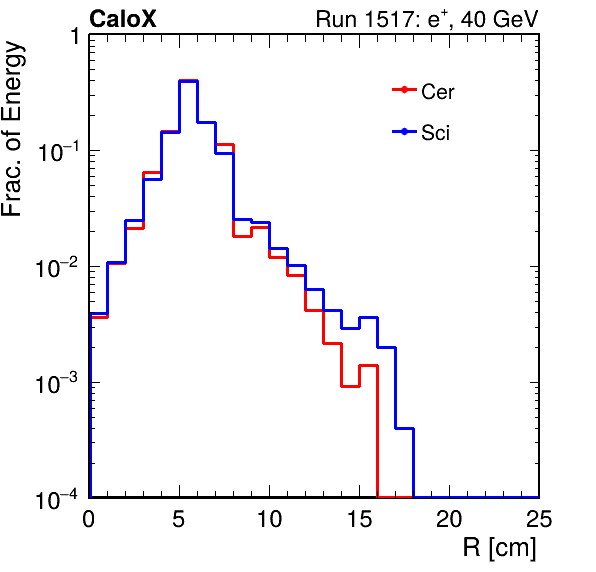 CaloX Run 1517: e⁺, 40 GeV
Frac. of Energy
1
10⁻¹
10⁻²
10⁻³
10⁻⁴
Cer
Sci
0 5 10 15 20 25
R [cm]